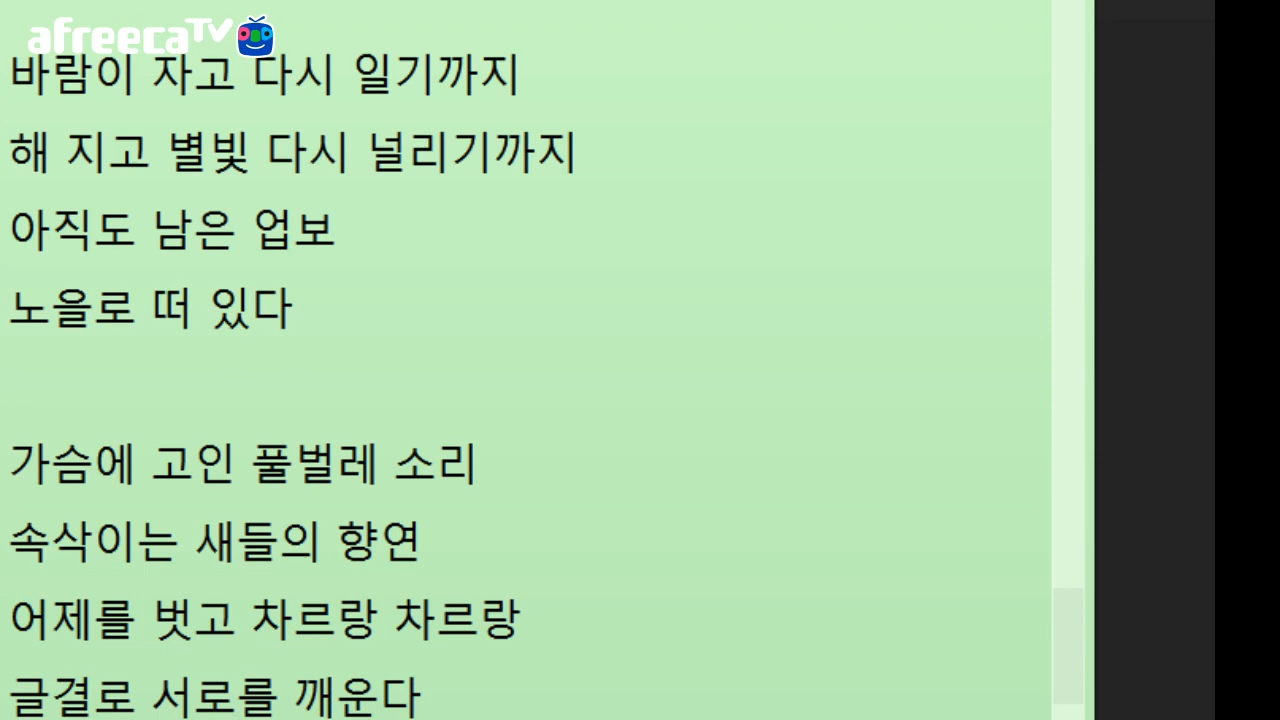 afreecaTV
바람이 자고 다시 일기까지
해 지고 별빛 다시 널리기까지
아직도 남은 업보
노을로 떠 있다
가슴에 고인 풀벌레 소리
속삭이는 새들의 향연
어제를 벗고 차르랑 차르랑
글결로 서로를 깨운다